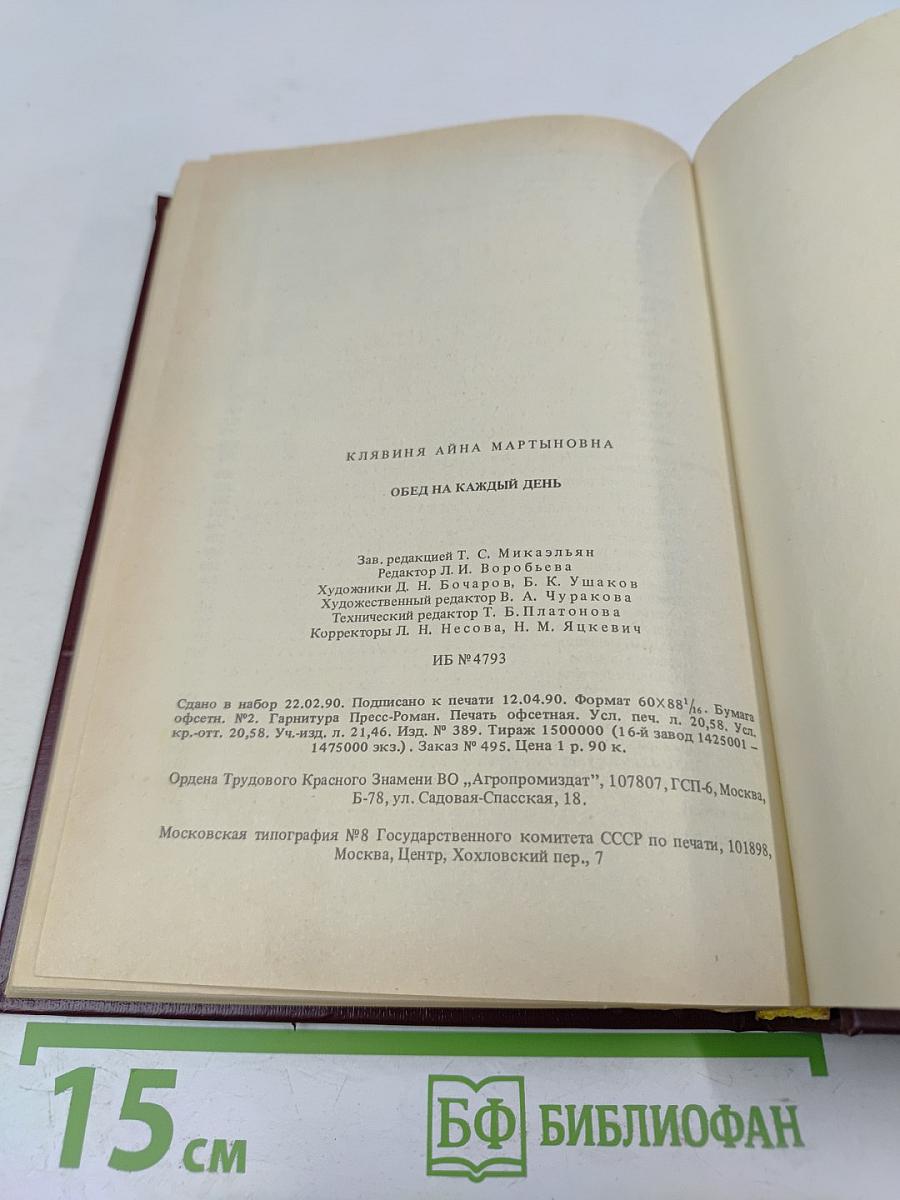 КЛЯВИНЯ АЙНА МАРТЫНОВНА
ОБЕД НА КАЖДЫЙ ДЕНЬ
Зав. редакцией Т. С. Микаэльян
Редактор Л. И. Воробьева
Художники Д. Н. Бочаров, Б. К. Ушаков
Художественный редактор В. А. Чуракова
Технический редактор Т. Б. Платонова
Корректоры Л. Н. Несова, Н. М. Яцкевич
ИБ № 4793
Сдано в набор 22.02.90. Подписано к печати 12.04.90. Формат 60×88 1/16. Бумага
офсетн. №2. Гарнитура Пресс-Роман. Печать офсетная. Усл. печ. л. 20,58. Усл.
кр.-отт. 20,58. Уч.-изд. л. 21,46. Изд. № 389. Тираж 1500000 (16-й завод 1425001 –
1475000 экз.). Заказ № 495. Цена 1 р. 90 к.
Ордена Трудового Красного Знамени ВО „Агропромиздат”, 107807, ГСП-6, Москва,
Б-78, ул. Садовая-Спасская, 18.
Московская типография №8 Государственного комитета СССР по печати, 101898,
Москва, Центр, Хохловский пер., 7
15 см
БФ БИБЛИОФАН